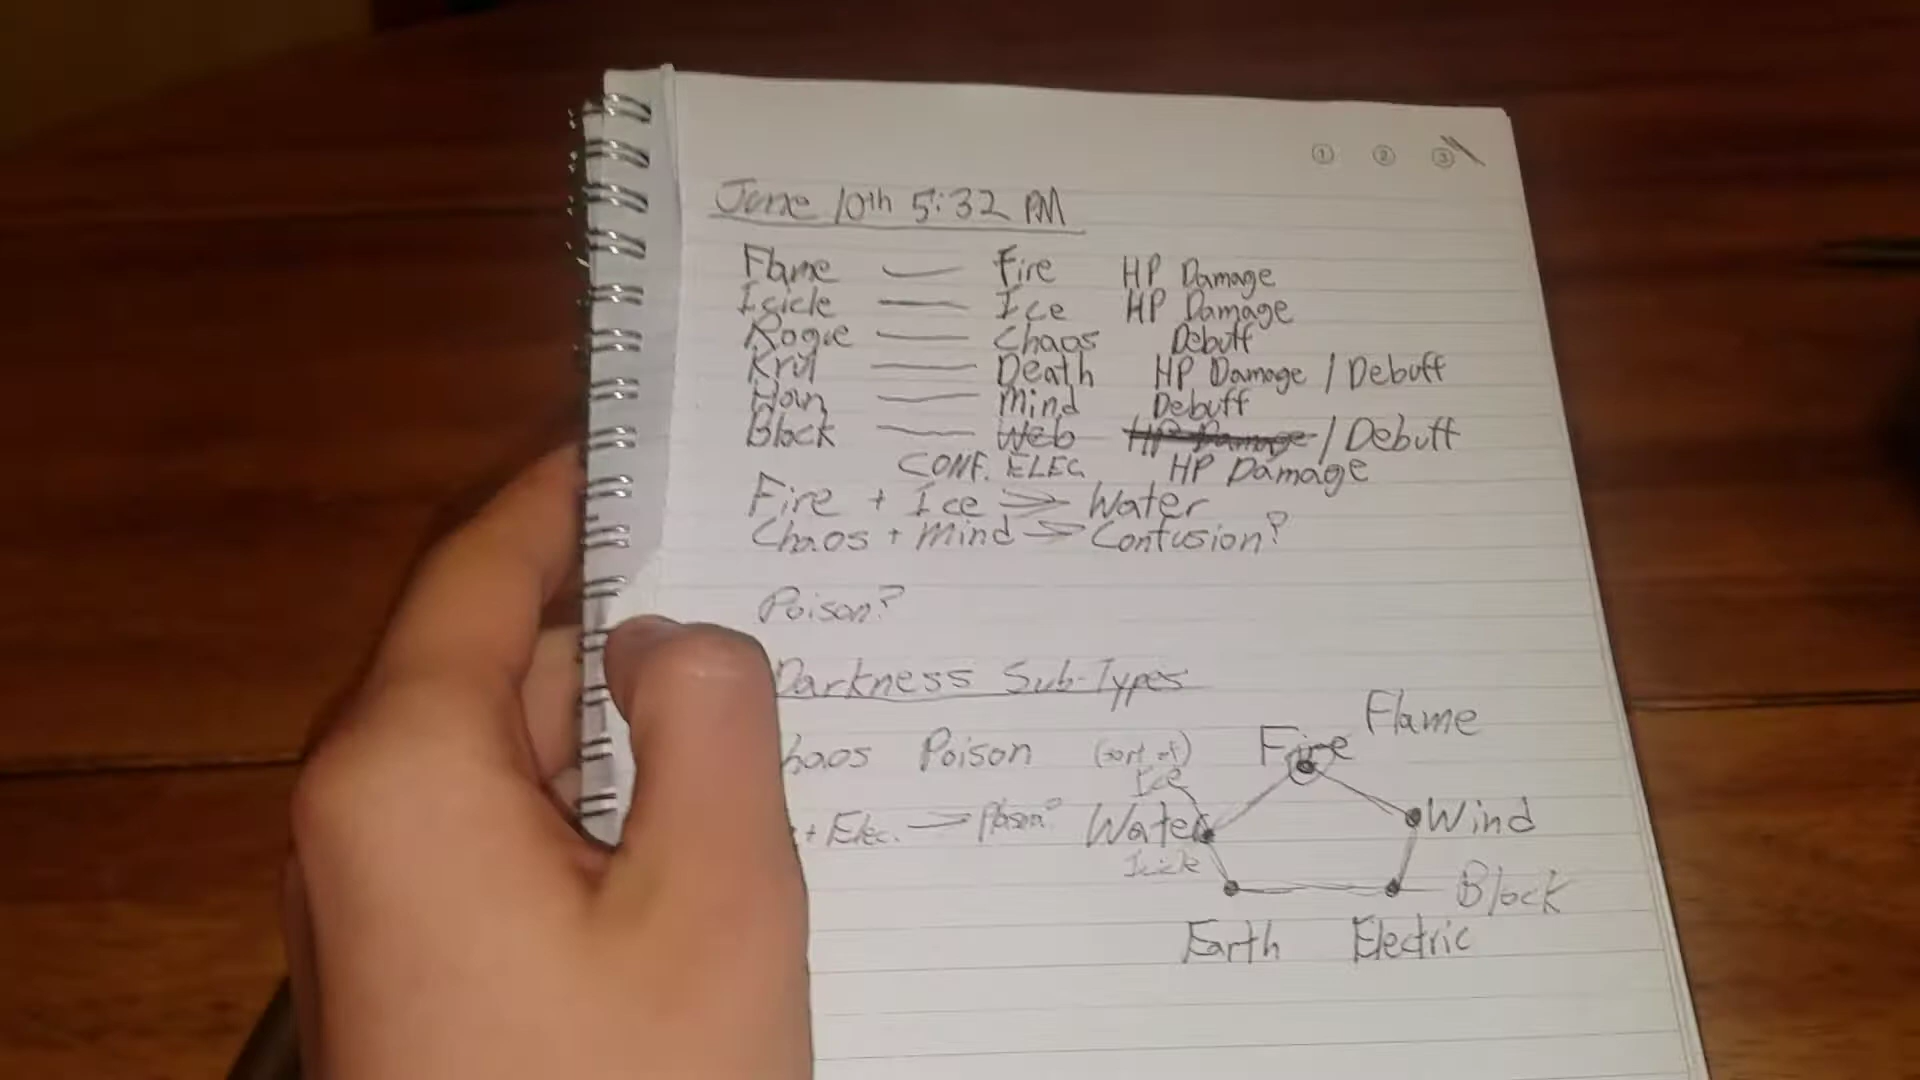 ① ② ③
June 10th 5:32 PM
Flame — Fire HP Damage
Icicle — Ice HP Damage
Rogue — Chaos Debuff
Krul — Death HP Damage / Debuff
— Mind Debuff
Block — Web HP Damage / Debuff
CONF. ELEC. HP Damage
Fire + Ice => Water
Chaos + Mind => Confusion?
Poison?
Darkness Sub-Types
haos Poison (sort of)
Ice
Fire
Flame
+ Elec. → Water
Icicle
Wind
Block
Earth Electric